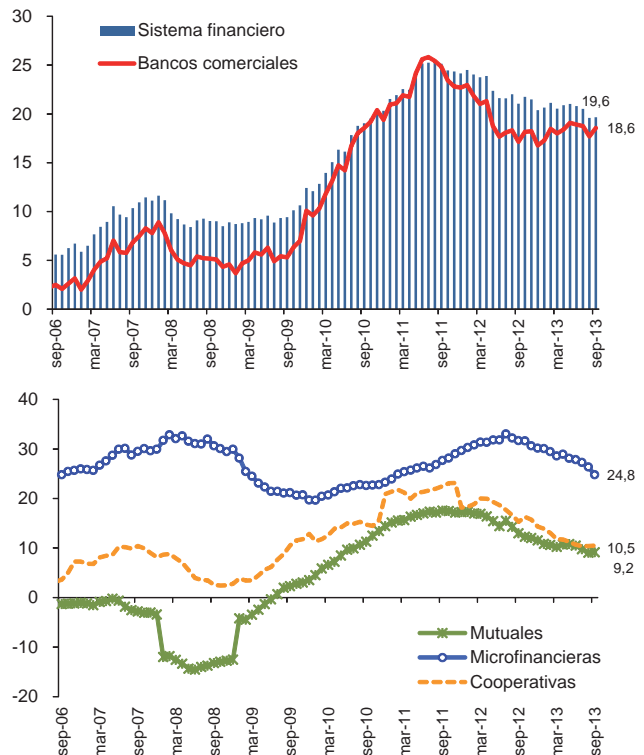 30
25
20
15
10
5
0
Sistema financiero
Bancos comerciales
19,6
18,6
sep-06
mar-07
sep-07
mar-08
sep-08
mar-09
sep-09
mar-10
sep-10
mar-11
sep-11
mar-12
sep-12
mar-13
sep-13
40
30
20
10
0
-10
-20
24,8
10,5
9,2
Mutuales
Microfinancieras
Cooperativas
sep-06
mar-07
sep-07
mar-08
sep-08
mar-09
sep-09
mar-10
sep-10
mar-11
sep-11
mar-12
sep-12
mar-13
sep-13